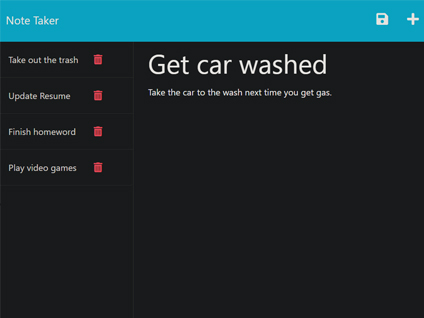 Note Taker
Take out the trash
Update Resume
Finish homeword
Play video games
Get car washed
Take the car to the wash next time you get gas.